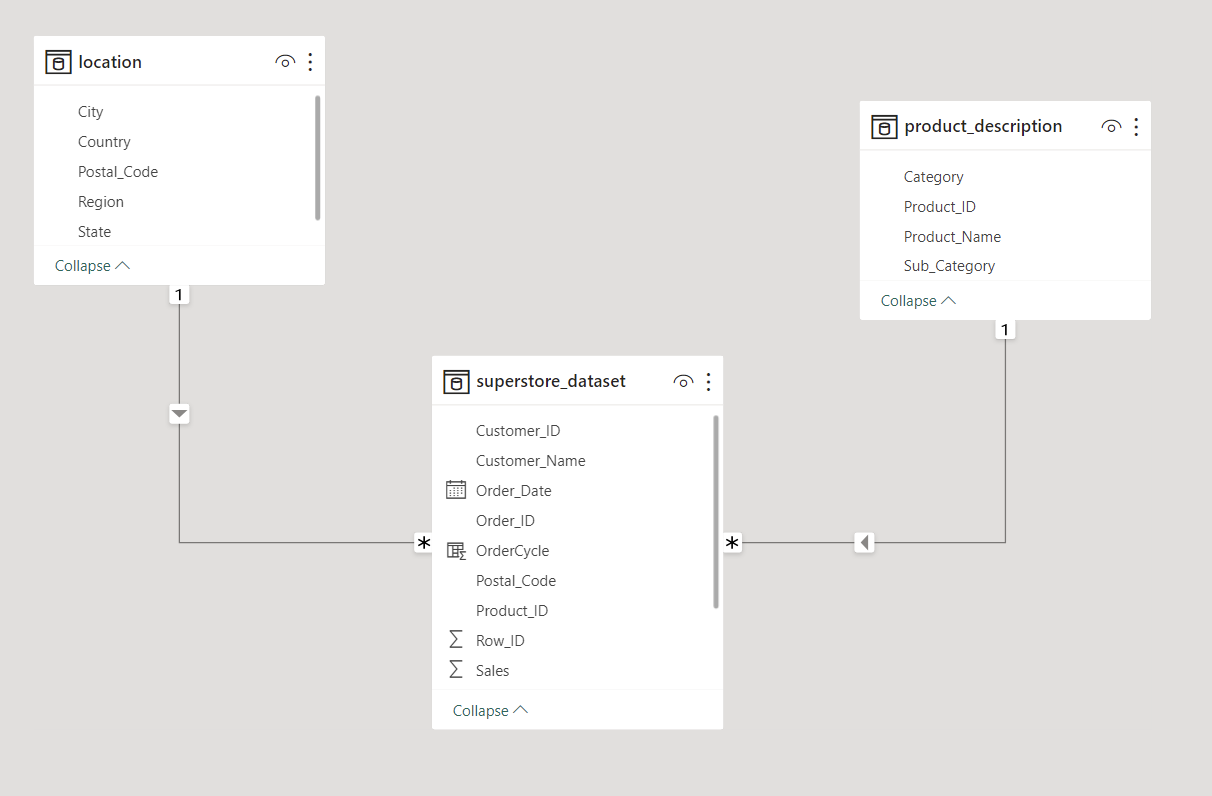 location
City
Country
Postal_Code
Region
State
Collapse
1
product_description
Category
Product_ID
Product_Name
Sub_Category
Collapse
1
superstore_dataset
Customer_ID
Customer_Name
Order_Date
Order_ID
OrderCycle
Postal_Code
Product_ID
Σ Row_ID
Σ Sales
Collapse
*
*